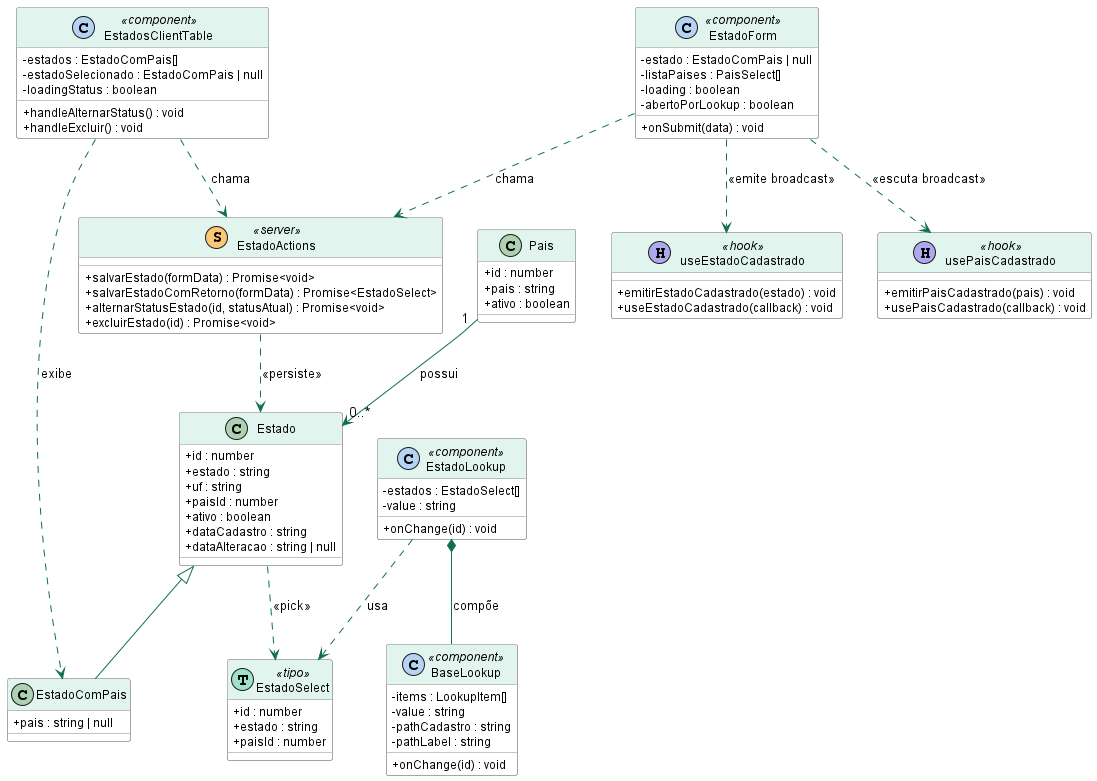 C
«component»
EstadosClientTable
-estados : EstadoComPais[]
-estadoSelecionado : EstadoComPais | null
-loadingStatus : boolean
+handleAlternarStatus() : void
+handleExcluir() : void
C
«component»
EstadoForm
-estado : EstadoComPais | null
-listaPaises : PaisSelect[]
-loading : boolean
-abertoPorLookup : boolean
+onSubmit(data) : void
chama
chama
«emite broadcast»
«escuta broadcast»
S
«server»
EstadoActions
+salvarEstado(formData) : Promise<void>
+salvarEstadoComRetorno(formData) : Promise<EstadoSelect>
+alternarStatusEstado(id, statusAtual) : Promise<void>
+excluirEstado(id) : Promise<void>
C
Pais
+id : number
+pais : string
+ativo : boolean
H
«hook»
useEstadoCadastrado
+emitirEstadoCadastrado(estado) : void
+useEstadoCadastrado(callback) : void
H
«hook»
usePaisCadastrado
+emitirPaisCadastrado(pais) : void
+usePaisCadastrado(callback) : void
1
exibe
«persiste»
possui
0..*
C
Estado
+id : number
+estado : string
+uf : string
+paisId : number
+ativo : boolean
+dataCadastro : string
+dataAlteracao : string | null
C
«component»
EstadoLookup
-estados : EstadoSelect[]
-value : string
+onChange(id) : void
«pick»
usa
compõe
C
EstadoComPais
+pais : string | null
T
«tipo»
EstadoSelect
+id : number
+estado : string
+paisId : number
C
«component»
BaseLookup
-items : LookupItem[]
-value : string
-pathCadastro : string
-pathLabel : string
+onChange(id) : void